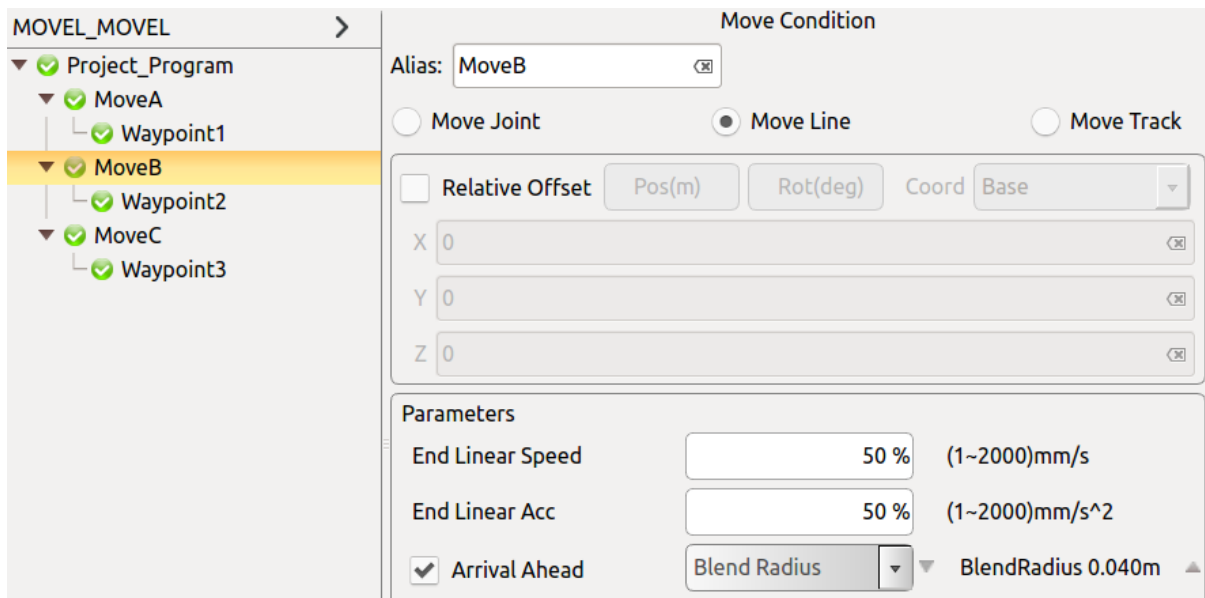 MOVEL_MOVEL
Project_Program
MoveA
Waypoint1
MoveB
Waypoint2
MoveC
Waypoint3
Move Condition
Alias: MoveB
Move Joint Move Line Move Track
Relative Offset Pos(m) Rot(deg) Coord Base
X 0
Y 0
Z 0
Parameters
End Linear Speed 50 % (1~2000)mm/s
End Linear Acc 50 % (1~2000)mm/s^2
Arrival Ahead Blend Radius BlendRadius 0.040m